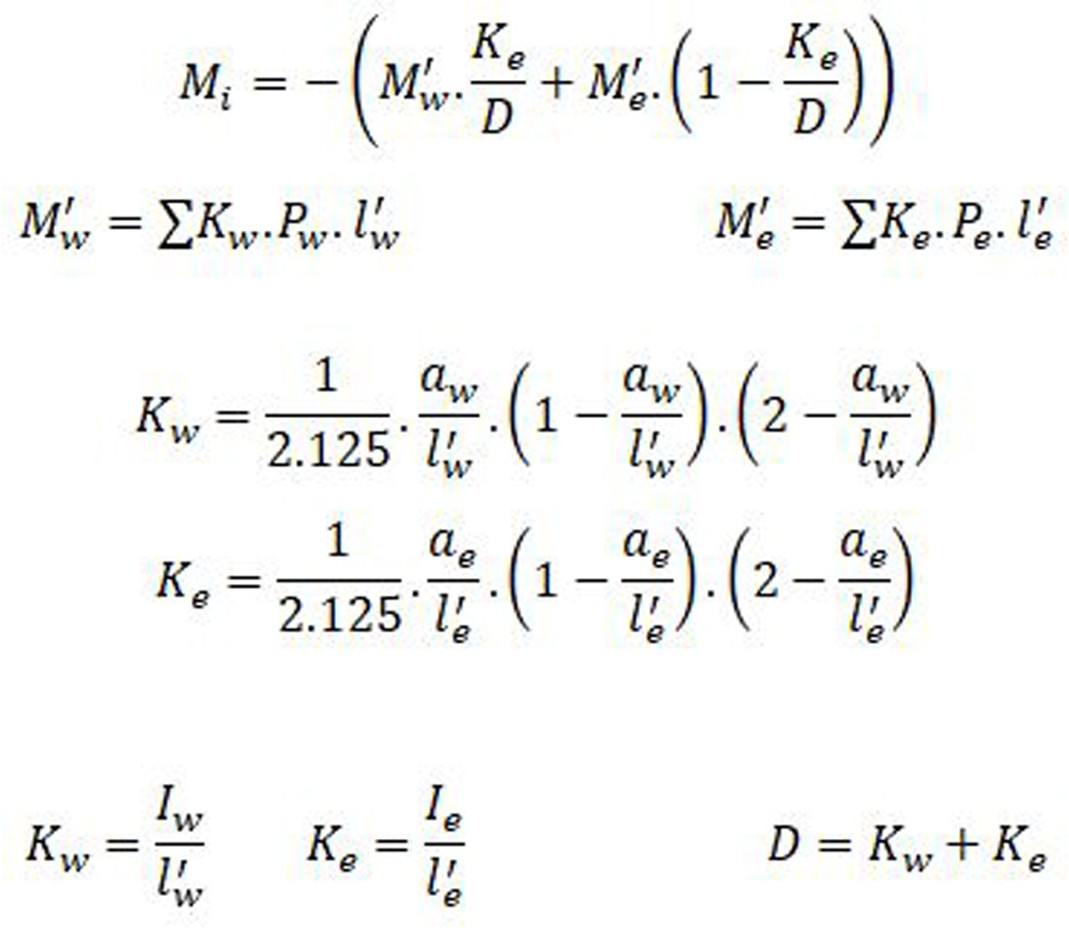 M_i = -(M'_w . K_e/D + M'_e . (1 - K_e/D))
M'_w = ∑K_w . P_w . l'_w M'_e = ∑K_e . P_e . l'_e
K_w = 1/2.125 . a_w/l'_w . (1 - a_w/l'_w) . (2 - a_w/l'_w)
K_e = 1/2.125 . a_e/l'_e . (1 - a_e/l'_e) . (2 - a_e/l'_e)
K_w = I_w/l'_w K_e = I_e/l'_e D = K_w + K_e